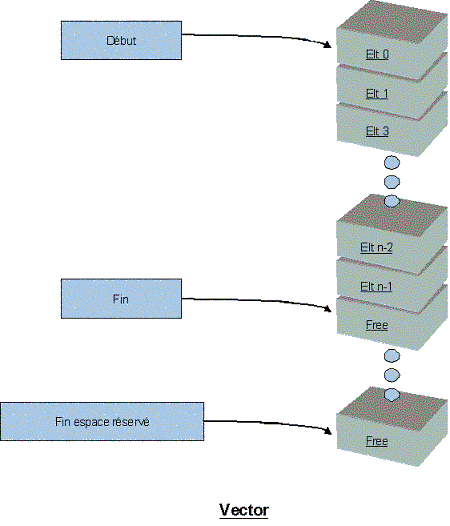 Début
Elt 0
Elt 1
Elt 3
Elt n-2
Elt n-1
Fin
Free
Fin espace réservé
Free
Vector